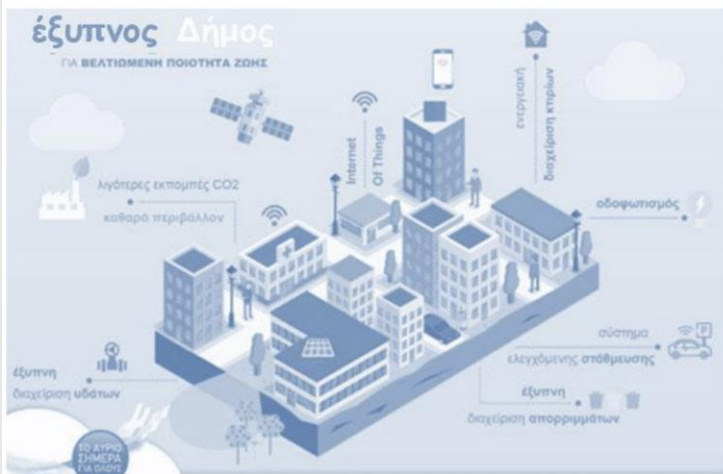 έξυπνος Δήμος
ΓΙΑ ΒΕΛΤΙΩΜΕΝΗ ΠΟΙΟΤΗΤΑ ΖΩΗΣ
Internet
Of Things
ενεργειακή
διαχείριση κτιρίων
λιγότερες εκπομπές CO2
καθαρό περιβάλλον
οδοφωτισμός
σύστημα
ελεγχόμενης στάθμευσης
P
έξυπνη
διαχείριση υδάτων
έξυπνη
διαχείριση απορριμμάτων
ΤΟ ΑΥΡΙΟ
ΣΗΜΕΡΑ
ΓΙΑ ΟΛΟΥΣ